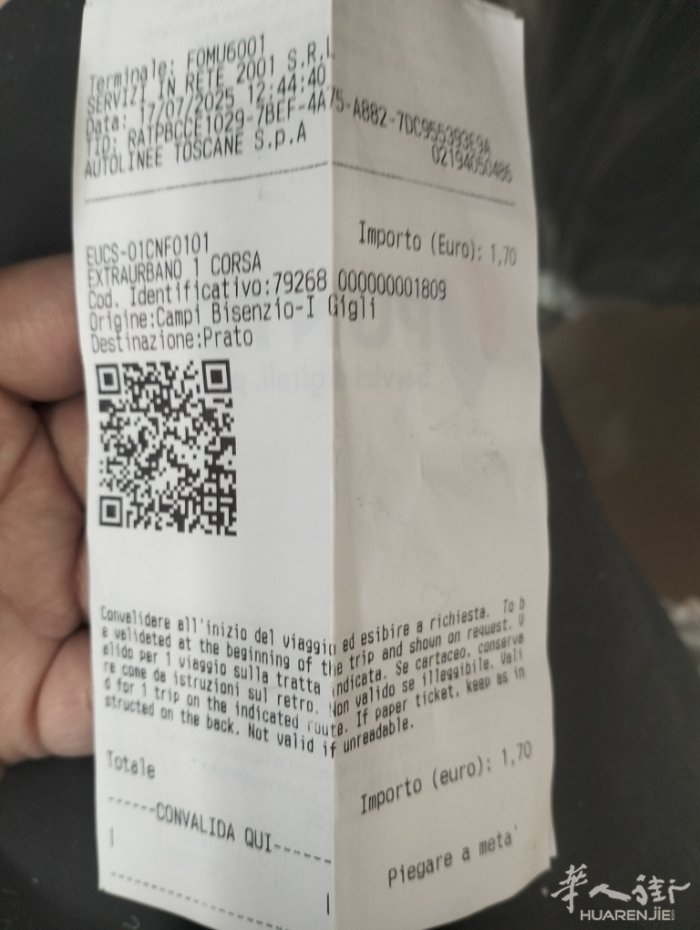 Terminale: FOMU6001
SERVIZI IN RETE 2001 S.R.L
Data: 17/07/2025 12:44:40
TID: RATPBCCE1029-7BEF-4A75-A882-7DC955393E9A
AUTOLINEE TOSCANE S.p.A 02194050486
EUCS-01CNF0101 Importo (Euro): 1,70
EXTRAURBANO 1 CORSA
Cod. Identificativo:79268 000000001809
Origine:Campi Bisenzio-I Gigli
Destinazione:Prato
Convalidare all'inizio del viaggio ed esibire a richiesta. To b
e validated at the beginning of the trip and shown on request. V
alido per 1 viaggio sulla tratta indicata. Se cartaceo, conserva
re come da istruzioni sul retro. Non valido se illeggibile. Vali
d for 1 trip on the indicated route. If paper ticket, keep as in
structed on the back. Not valid if unreadable.
Totale Importo (euro): 1,70
------CONVALIDA QUI------
Piegare a meta'
华人街
HUARENJIE